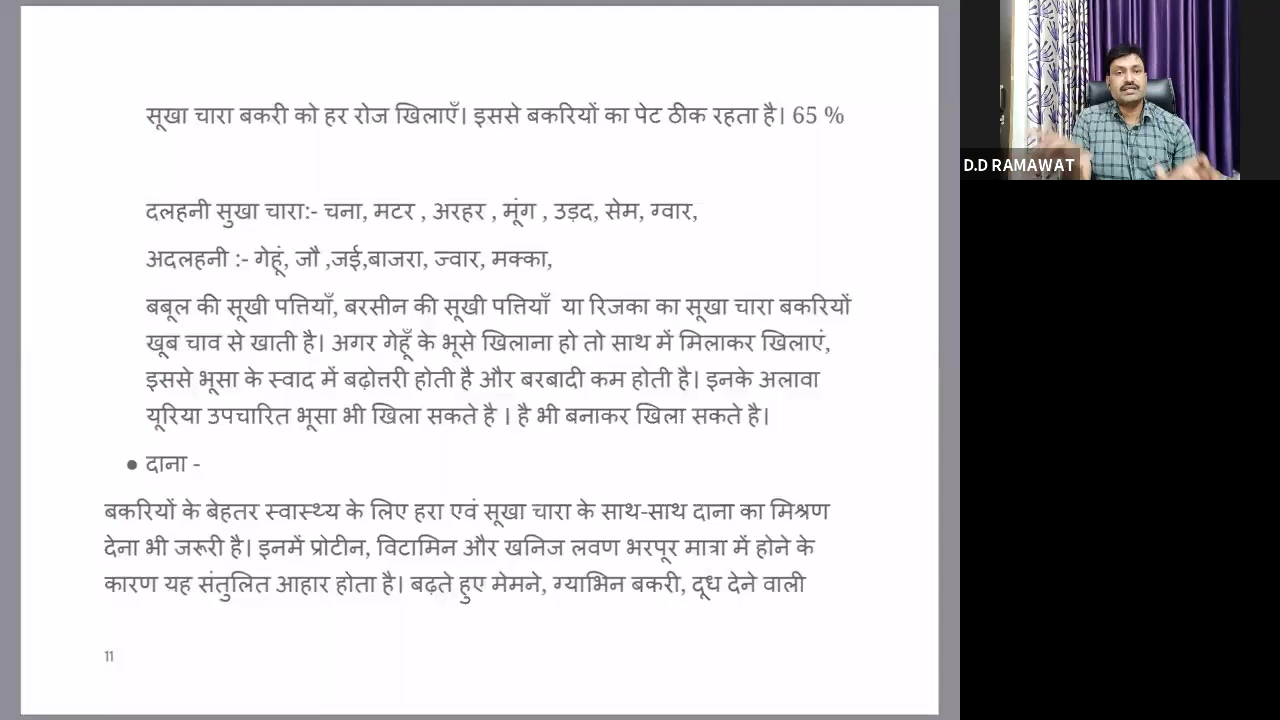 सूखा चारा बकरी को हर रोज खिलाएँ। इससे बकरियों का पेट ठीक रहता है। 65 %
दलहनी सुखा चारा:- चना, मटर , अरहर , मूंग , उड़द, सेम, ग्वार,
अदलहनी :- गेहूं, जौ ,जई,बाजरा, ज्वार, मक्का,
बबूल की सूखी पत्तियाँ, बरसीन की सूखी पत्तियाँ या रिजका का सूखा चारा बकरियों
खूब चाव से खाती है। अगर गेहूँ के भूसे खिलाना हो तो साथ में मिलाकर खिलाएं,
इससे भूसा के स्वाद में बढ़ोत्तरी होती है और बरबादी कम होती है। इनके अलावा
यूरिया उपचारित भूसा भी खिला सकते है । है भी बनाकर खिला सकते है।
● दाना -
बकरियों के बेहतर स्वास्थ्य के लिए हरा एवं सूखा चारा के साथ-साथ दाना का मिश्रण
देना भी जरूरी है। इनमें प्रोटीन, विटामिन और खनिज लवण भरपूर मात्रा में होने के
कारण यह संतुलित आहार होता है। बढ़ते हुए मेमने, ग्याभिन बकरी, दूध देने वाली
11
D.D RAMAWAT